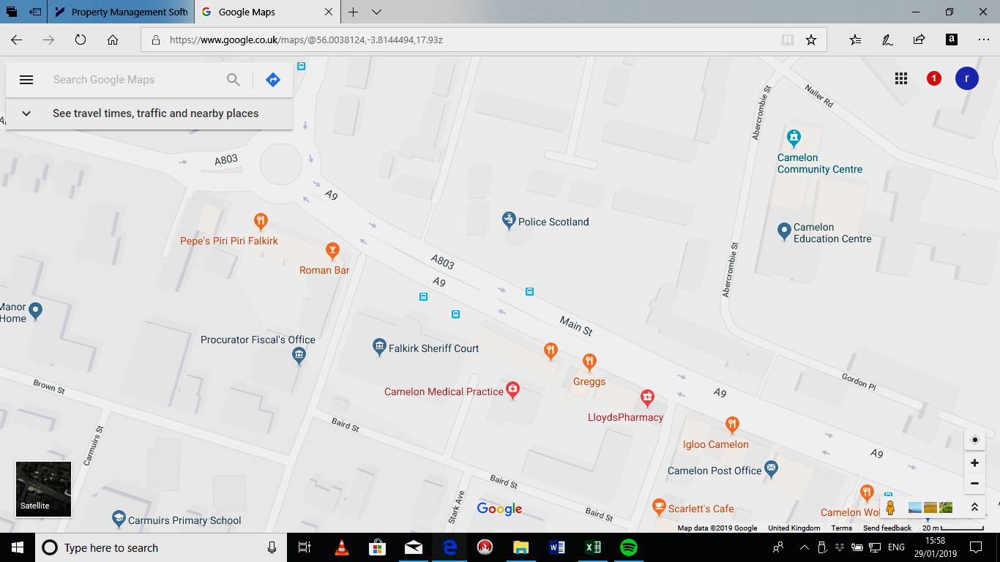 Property Management Softw
Google Maps
https://www.google.co.uk/maps/@56.0038124,-3.8144494,17.93z
a
Search Google Maps
See travel times, traffic and nearby places
1
r
Nailer Rd
Abercrombie St
Camelon
Community Centre
A803
A9
Police Scotland
Camelon
Education Centre
Pepe's Piri Piri Falkirk
Roman Bar
A803
A9
Abercrombie St
Manor
Home
Main St
Procurator Fiscal's Office
Falkirk Sheriff Court
Greggs
Gordon Pl
Brown St
Camelon Medical Practice
A9
LloydsPharmacy
Baird St
Carmuirs St
Igloo Camelon
A9
Camelon Post Office
Baird St
Satellite
Stark Ave
Google
Baird St
Scarlett's Cafe
Camelon Wo
Carmuirs Primary School
Map data ©2019 Google United Kingdom Terms Send feedback 20 m
Type here to search
ENG
15:58
29/01/2019